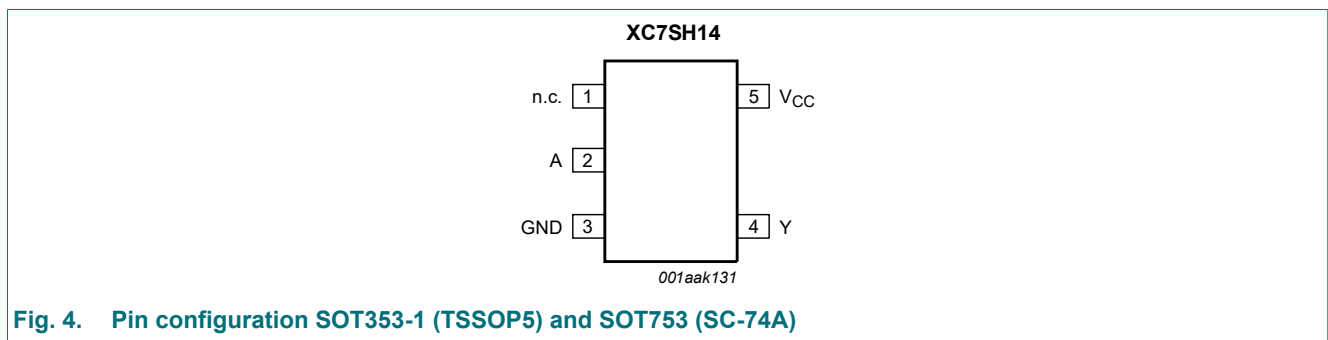 XC7SH14
n.c. 1
5 VCC
A 2
GND 3
4 Y
001aak131
Fig. 4. Pin configuration SOT353-1 (TSSOP5) and SOT753 (SC-74A)